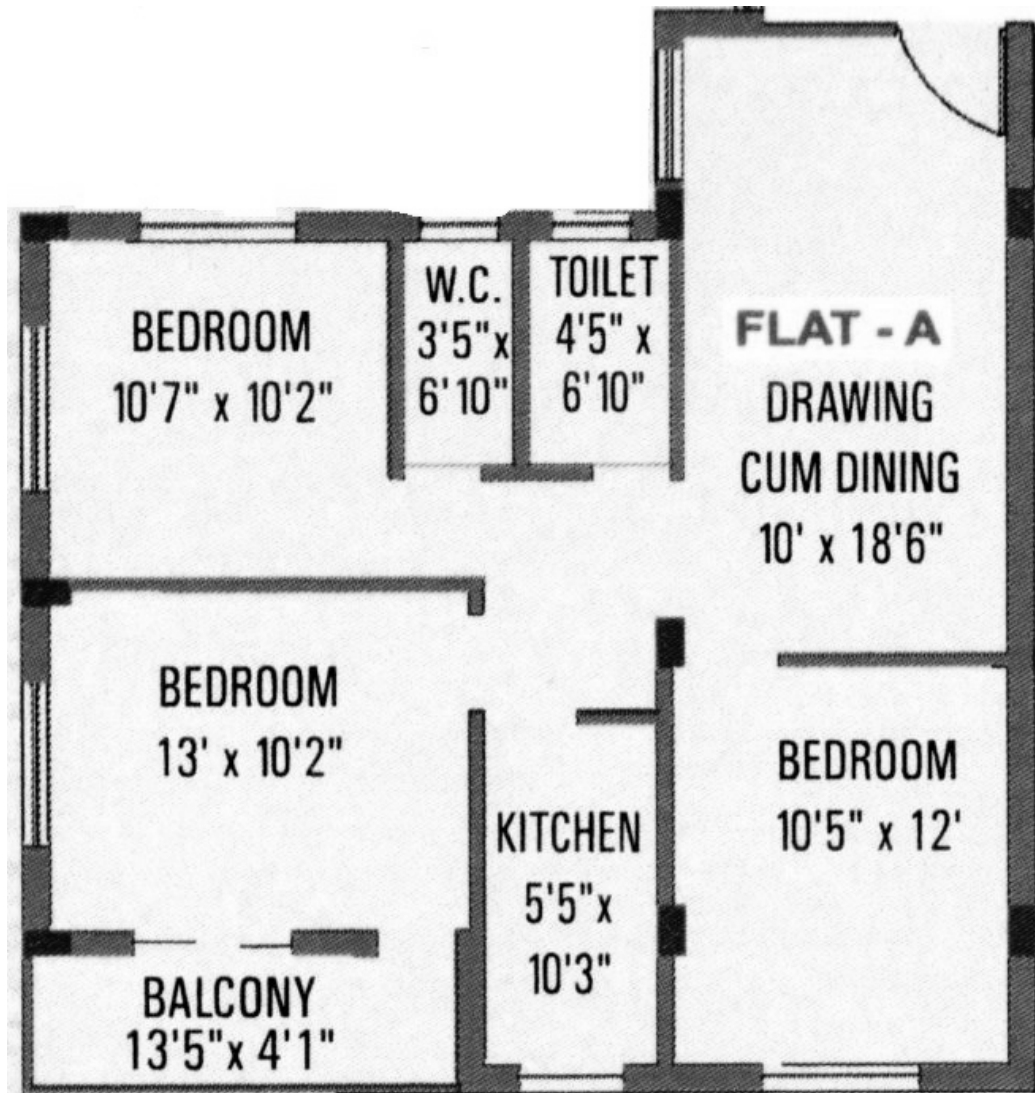 BEDROOM
10'7" x 10'2"
W.C.
3'5"x
6'10"
TOILET
4'5" x
6'10"
FLAT - A
DRAWING
CUM DINING
10' x 18'6"
BEDROOM
13' x 10'2"
KITCHEN
5'5"x
10'3"
BEDROOM
10'5" x 12'
BALCONY
13'5"x 4'1"